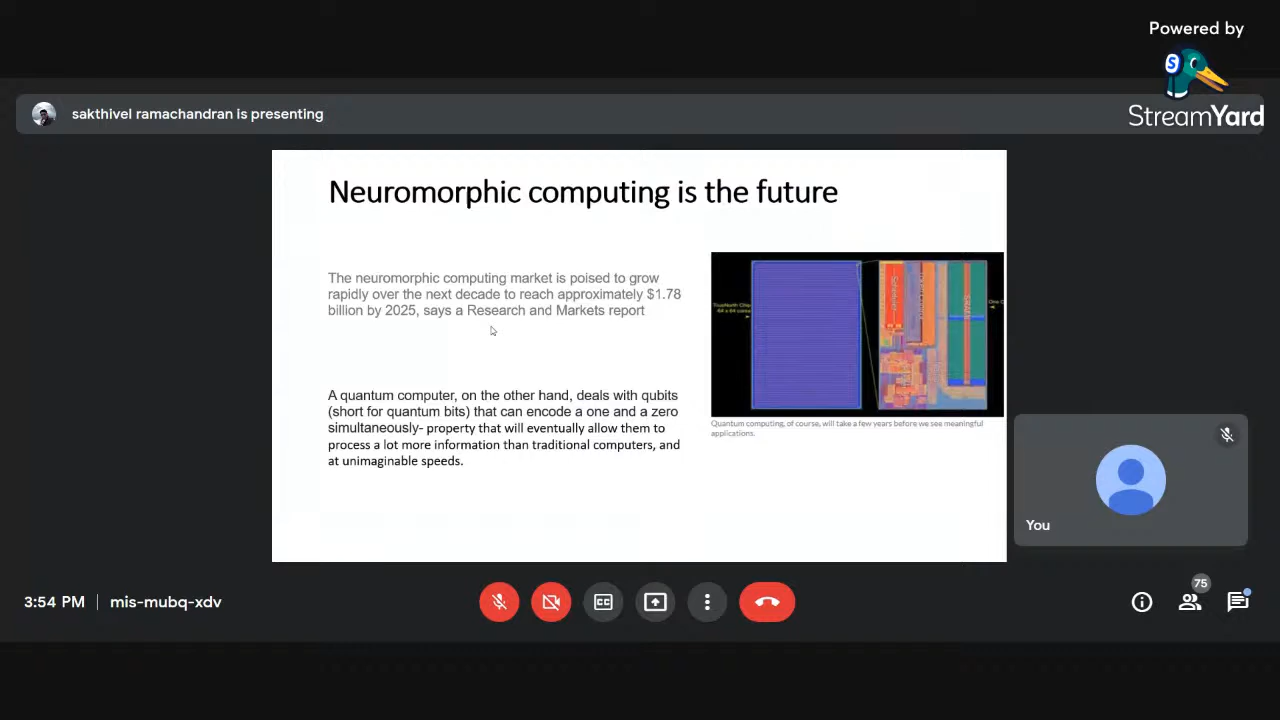 Powered by
S
StreamYard
sakthivel ramachandran is presenting
Neuromorphic computing is the future
The neuromorphic computing market is poised to grow
rapidly over the next decade to reach approximately $1.78
billion by 2025, says a Research and Markets report
A quantum computer, on the other hand, deals with qubits
(short for quantum bits) that can encode a one and a zero
simultaneously- property that will eventually allow them to
process a lot more information than traditional computers, and
at unimaginable speeds.
64 x 64
Scheduler
SRAM
Quantum computing, of course, will take a few years before we see meaningful
applications.
You
3:54 PM
mis-mubq-xdv
CC
75